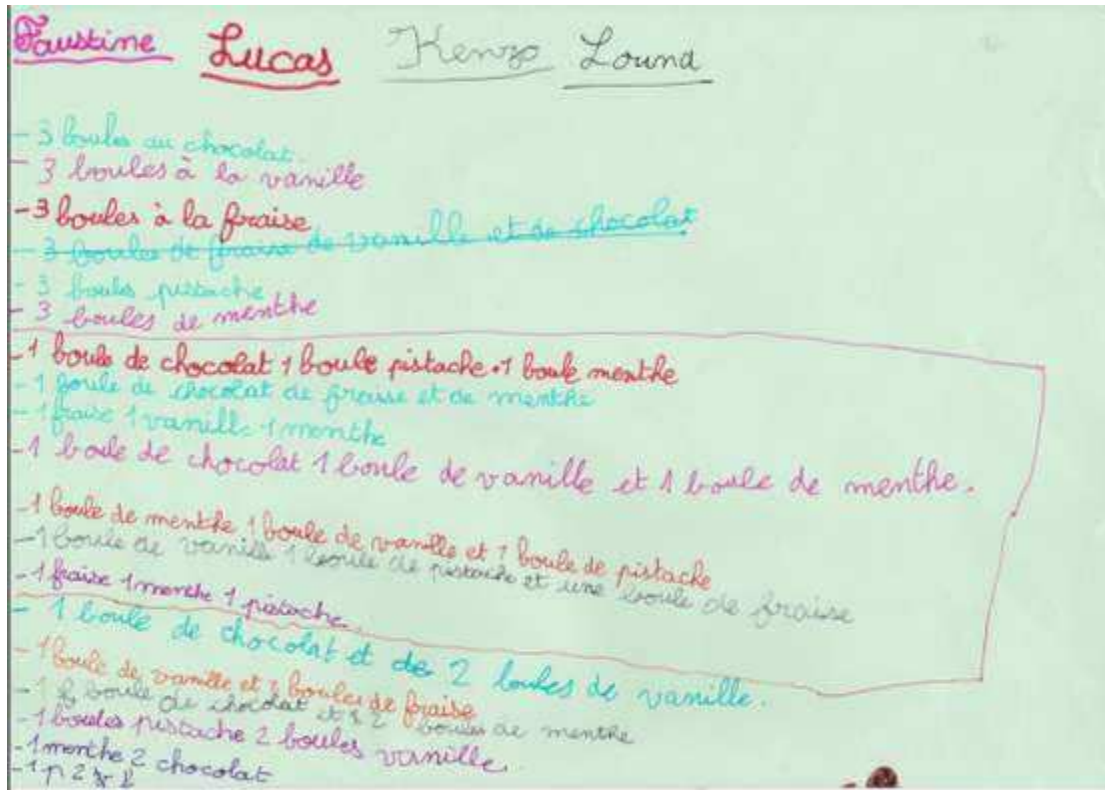 Faustine Lucas Kenzo Louna
- 3 boules au chocolat.
- 3 boules à la vanille
- 3 boules à la fraise
- 3 boules de fraise de vanille et de chocolat
- 3 boules pistache
- 3 boules de menthe
- 1 boule de chocolat 1 boule pistache. 1 boule menthe
- 1 boule de chocolat de fraise et de menthe
- 1 fraise 1 vanille 1 menthe
- 1 boule de chocolat 1 boule de vanille et 1 boule de menthe.
- 1 boule de menthe 1 boule de vanille et 1 boule de pistache
- 1 boule de vanille 1 boule de pistache et une boule de fraise
- 1 fraise 1 menthe 1 pistache
- 1 boule de chocolat et de 2 boules de vanille.
- 1 boule de vanille et 2 boules de fraise
- 1 boule de chocolat et 2 boules de menthe
- 1 boules pistache 2 boules vanille
- 1 menthe 2 chocolat
- 1 p 2